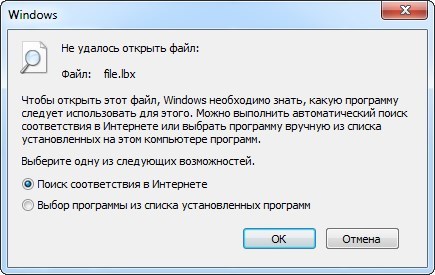 Windows
Не удалось открыть файл:
Файл: file.lbx
Чтобы открыть этот файл, Windows необходимо знать, какую программу
следует использовать для этого. Можно выполнить автоматический поиск
соответствия в Интернете или выбрать программу вручную из списка
установленных на этом компьютере программ.
Выберите одну из следующих возможностей.
Поиск соответствия в Интернете
Выбор программы из списка установленных программ
ОК
Отмена